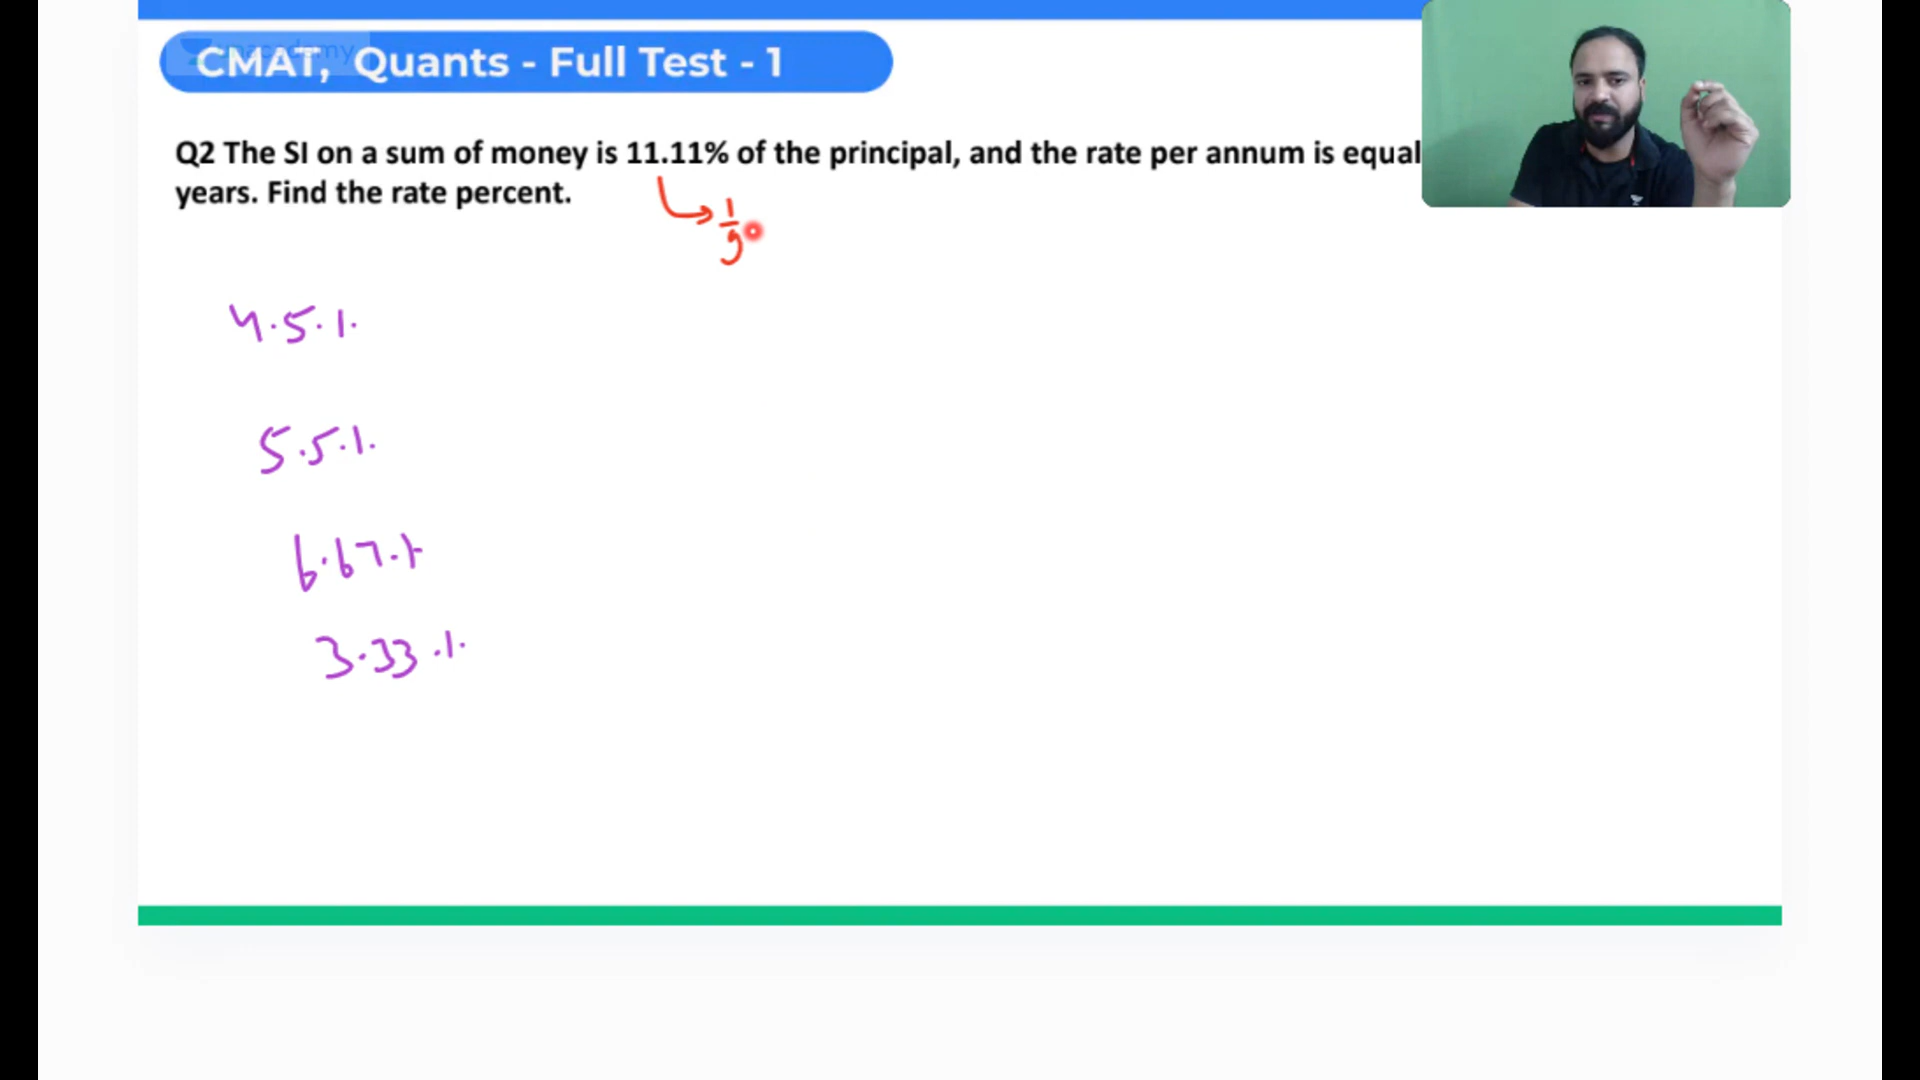 CMAT, Quants - Full Test - 1
Q2 The SI on a sum of money is 11.11% of the principal, and the rate per annum is equal
years. Find the rate percent.
1/9
4.5%
5.5%
6.67%
3.33%